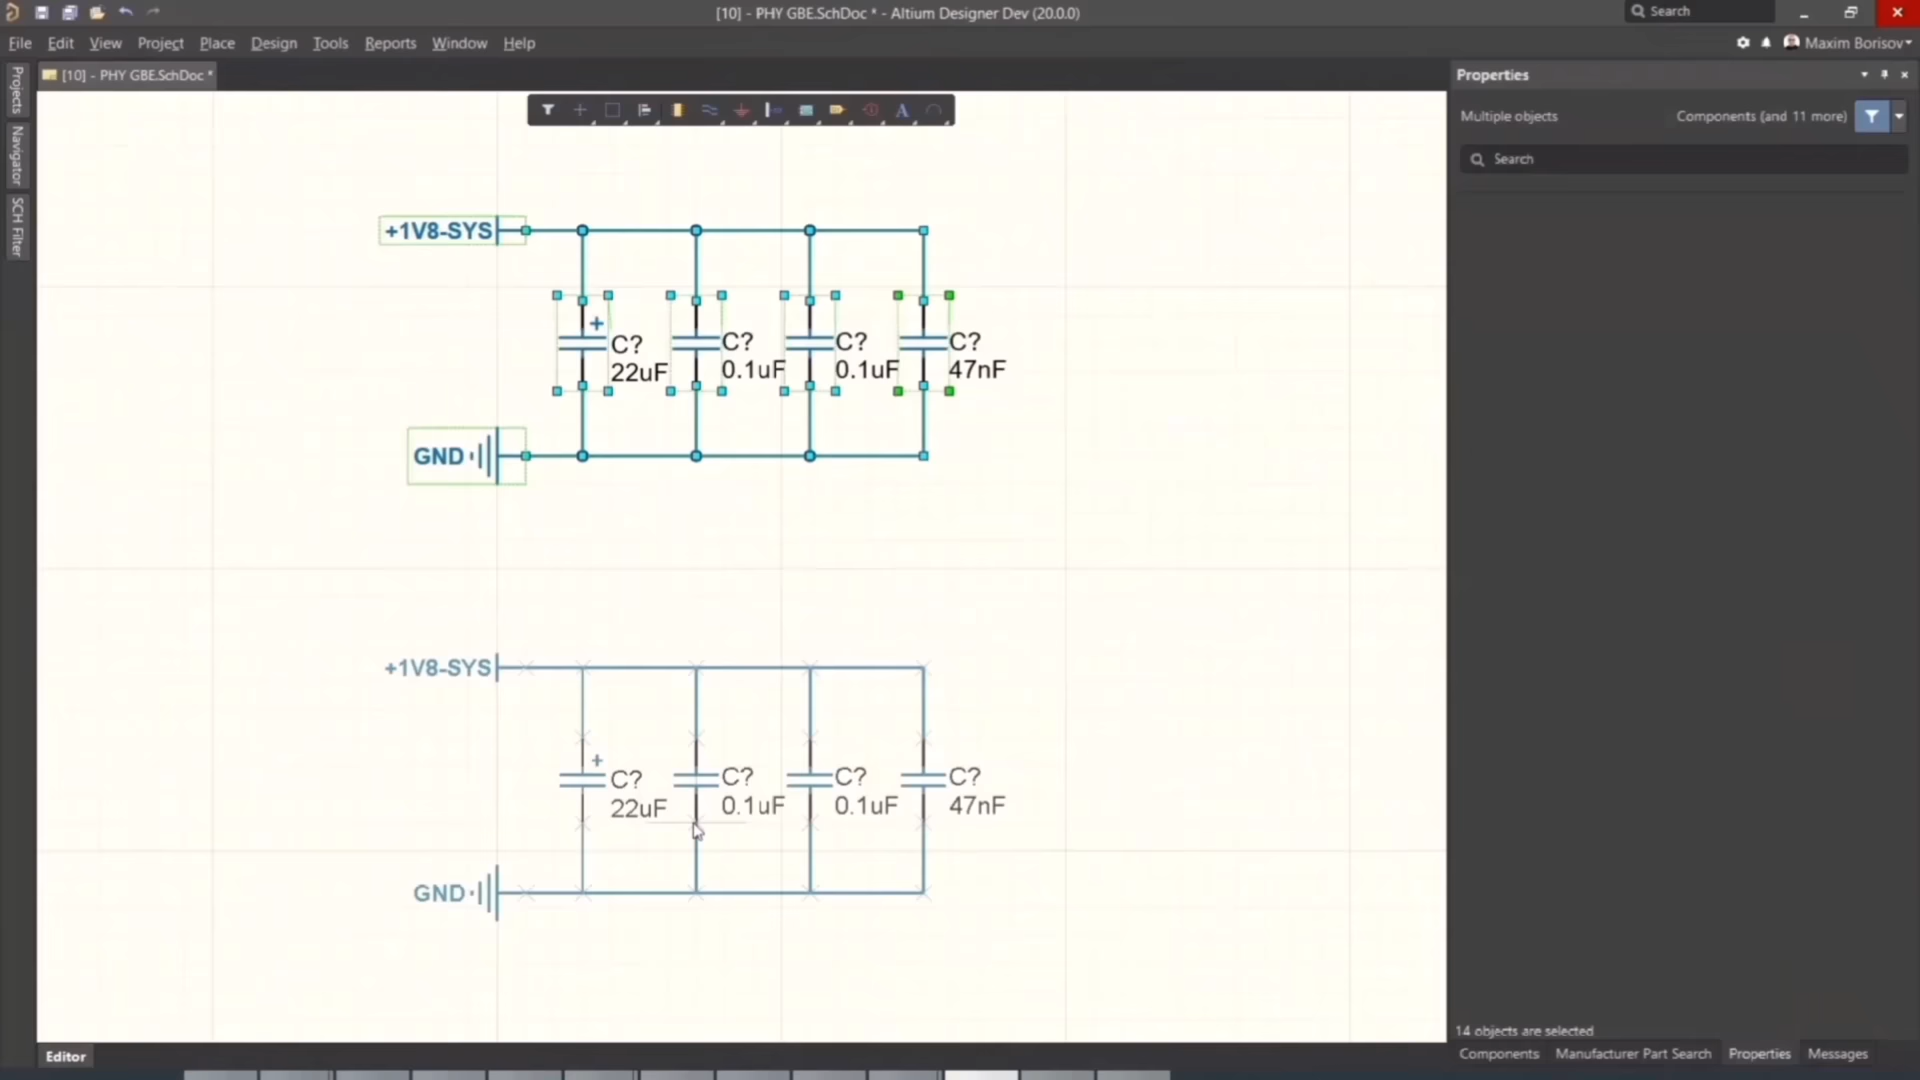 [10] - PHY GBE.SchDoc * - Altium Designer Dev (20.0.0)
Search
File Edit View Project Place Design Tools Reports Window Help
Maxim Borisov
[10] - PHY GBE.SchDoc *
Properties
Projects
Navigator
SCH Filter
Multiple objects
Components (and 11 more)
Search
A
+1V8-SYS
+
C?
22uF
C?
0.1uF
C?
0.1uF
C?
47nF
GND
+1V8-SYS
+
C?
22uF
C?
0.1uF
C?
0.1uF
C?
47nF
GND
14 objects are selected
Editor
Components Manufacturer Part Search Properties Messages